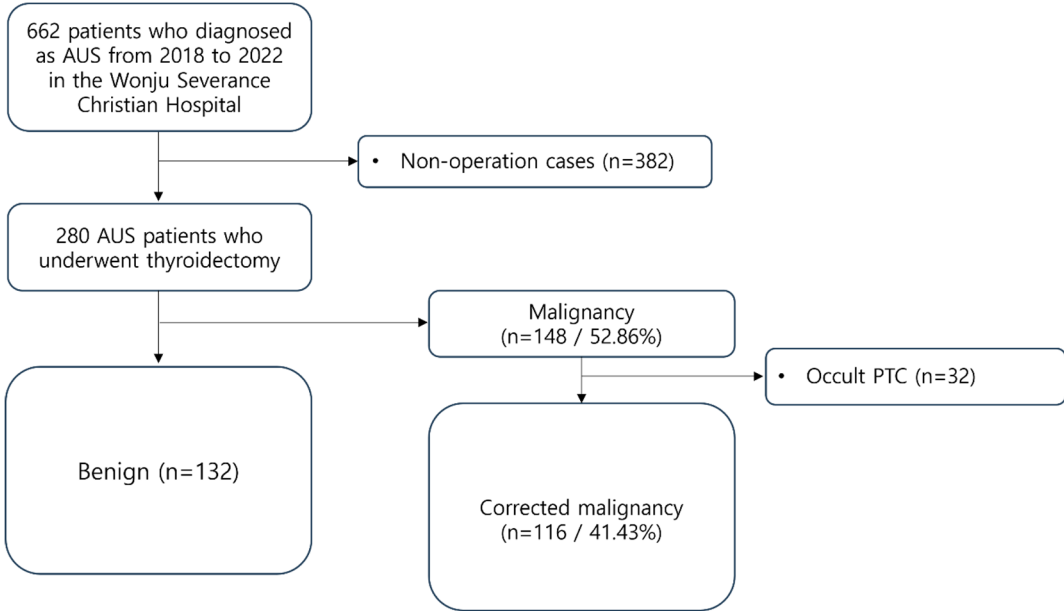 662 patients who diagnosed
as AUS from 2018 to 2022
in the Wonju Severance
Christian Hospital
• Non-operation cases (n=382)
280 AUS patients who
underwent thyroidectomy
Malignancy
(n=148 / 52.86%)
• Occult PTC (n=32)
Benign (n=132)
Corrected malignancy
(n=116 / 41.43%)